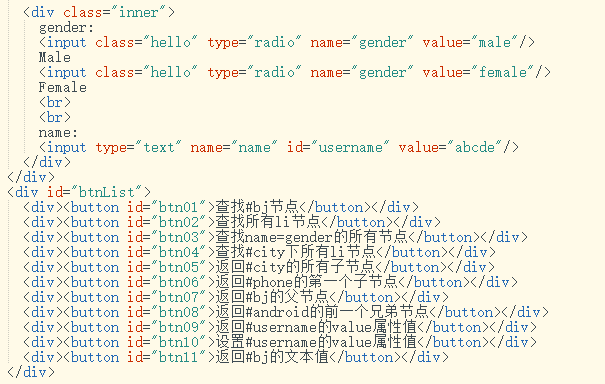 <div class="inner">
gender:
<input class="hello" type="radio" name="gender" value="male"/>
Male
<input class="hello" type="radio" name="gender" value="female"/>
Female
<br>
<br>
name:
<input type="text" name="name" id="username" value="abcde"/>
</div>
</div>
<div id="btnList">
<div><button id="btn01">查找#bj节点</button></div>
<div><button id="btn02">查找所有li节点</button></div>
<div><button id="btn03">查找name=gender的所有节点</button></div>
<div><button id="btn04">查找#city下所有li节点</button></div>
<div><button id="btn05">返回#city的所有子节点</button></div>
<div><button id="btn06">返回#phone的第一个子节点</button></div>
<div><button id="btn07">返回#bj的父节点</button></div>
<div><button id="btn08">返回#android的前一个兄弟节点</button></div>
<div><button id="btn09">返回#username的value属性值</button></div>
<div><button id="btn10">设置#username的value属性值</button></div>
<div><button id="btn11">返回#bj的文本值</button></div>
</div>